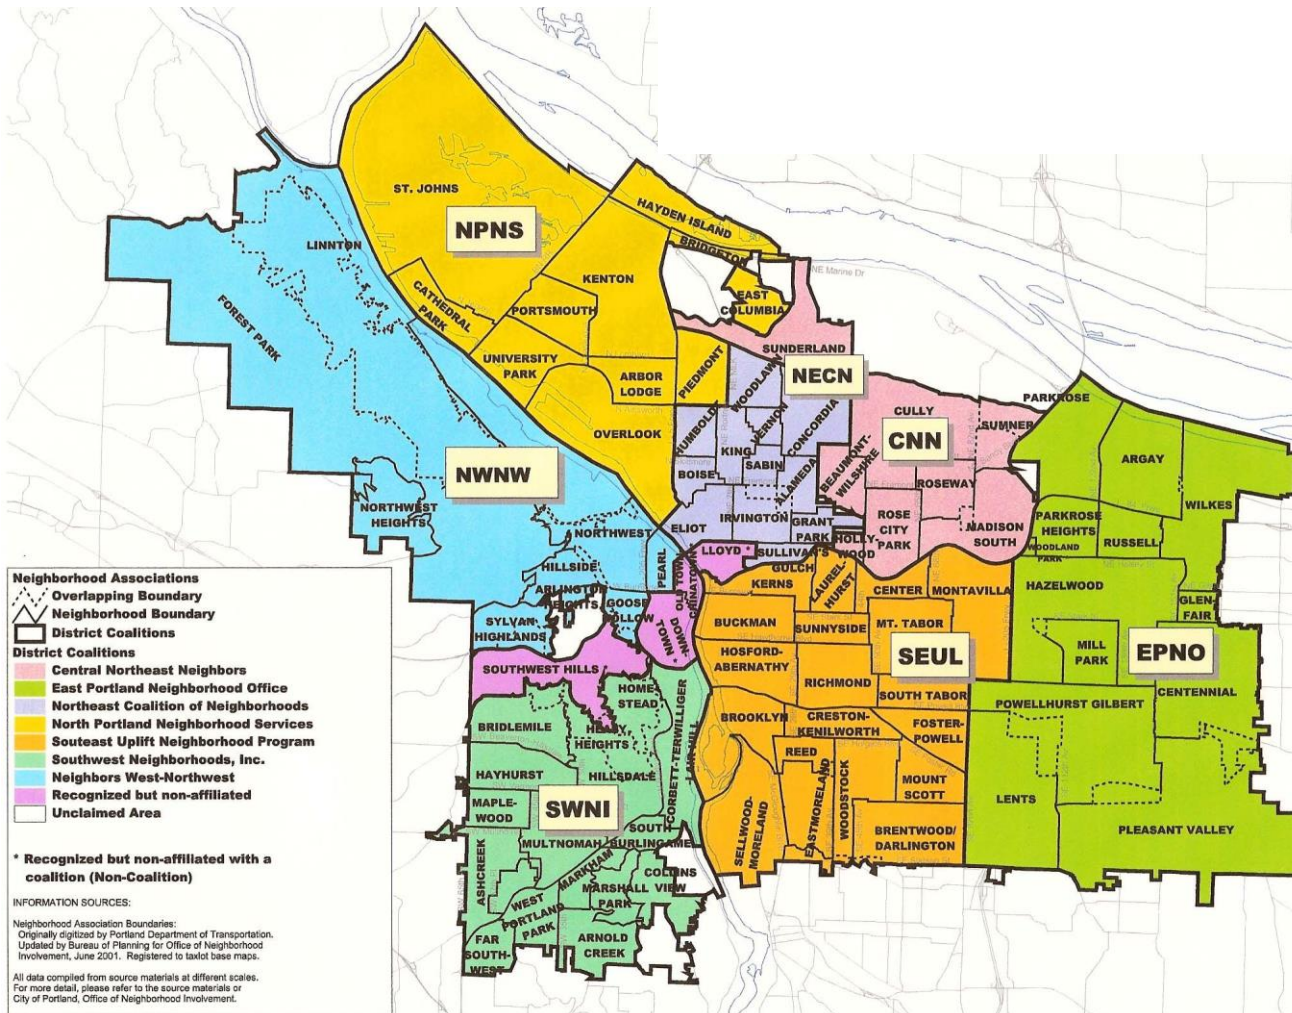 ST. JOHNS
NPNS
HAYDEN ISLAND
BRIDGETON
NE Marine Dr
LINNTON
KENTON
CATHEDRAL
PARK
PORTSMOUTH
EAST
COLUMBIA
FOREST PARK
UNIVERSITY
PARK
ARBOR
LODGE
PIEDMONT
SUNDERLAND
NECN
WOODLAWN
OVERLOOK
HUMBOLD
VERNON
CONCORDIA
CULLY
CNN
SUMNER
PARKROSE
KING
SABIN
BOISE
ALAMEDA
BEAUMONT-
WILSHIRE
ROSEWAY
ARGAY
WILKES
NWNW
NORTHWEST
HEIGHTS
NORTHWEST
ELIOT
IRVINGTON
GRANT
PARK
ROSE
CITY
PARK
MADISON
SOUTH
PARKROSE
HEIGHTS
WOODLAND
PARK
RUSSELL
HOLLY-
WOOD
LLOYD *
SULLIVAN'S
GULCH
PEARL
OLD TOWN
CHINATOWN
HILLSIDE
ARLINGTON
HEIGHTS
GOOSE
HOLLOW
SYLVAN
HIGHLANDS
DOWN-
TOWN *
KERNS
LAUREL-
HURST
CENTER
MONTAVILLA
HAZELWOOD
GLEN-
FAIR
BUCKMAN
SUNNYSIDE
MT. TABOR
SEUL
HOSFORD-
ABERNATHY
RICHMOND
SOUTH TABOR
MILL
PARK
EPNO
CENTENNIAL
POWELLHURST GILBERT
SOUTHWEST HILLS *
HOME
STEAD
BRIDLEMILE
HEALY
HEIGHTS
CORBETT-TERWILLIGER
LAIR HILL
BROOKLYN
CRESTON-
KENILWORTH
FOSTER-
POWELL
REED
HAYHURST
HILLSDALE
MAPLE-
WOOD
SWNI
SOUTH
BURLINGAME
MULTNOMAH
SELLWOOD-
MORELAND
EASTMORELAND
WOODSTOCK
MOUNT
SCOTT
BRENTWOOD/
DARLINGTON
LENTS
PLEASANT VALLEY
ASHCREEK
MARKHAM
MARSHALL
PARK
COLLINS
VIEW
WEST
PORTLAND
PARK
FAR
SOUTH-
WEST
ARNOLD
CREEK
Neighborhood Associations
Overlapping Boundary
Neighborhood Boundary
District Coalitions
District Coalitions
Central Northeast Neighbors
East Portland Neighborhood Office
Northeast Coalition of Neighborhoods
North Portland Neighborhood Services
Souteast Uplift Neighborhood Program
Southwest Neighborhoods, Inc.
Neighbors West-Northwest
Recognized but non-affiliated
Unclaimed Area
* Recognized but non-affiliated with a
coalition (Non-Coalition)
INFORMATION SOURCES:
Neighborhood Association Boundaries:
Originally digitized by Portland Department of Transportation.
Updated by Bureau of Planning for Office of Neighborhood
Involvement, June 2001. Registered to taxlot base maps.
All data compiled from source materials at different scales.
For more detail, please refer to the source materials or
City of Portland, Office of Neighborhood Involvement.